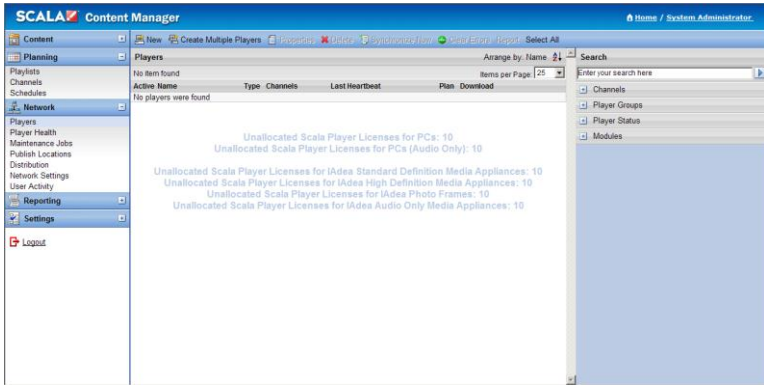 SCALA Content Manager
Home / System Administrator
Content
New Create Multiple Players Properties Delete Synchronize Now Clear Errors Report Select All
Planning
Players
Arrange by: Name
Search
Playlists
Channels
Schedules
No item found
Items per Page: 25
Enter your search here
Active Name Type Channels Last Heartbeat Plan Download
No players were found
Channels
Player Groups
Player Status
Modules
Network
Players
Player Health
Maintenance Jobs
Publish Locations
Distribution
Network Settings
User Activity
Reporting
Settings
Logout
Unallocated Scala Player Licenses for PCs: 10
Unallocated Scala Player Licenses for PCs (Audio Only): 10
Unallocated Scala Player Licenses for IAdea Standard Definition Media Appliances: 10
Unallocated Scala Player Licenses for IAdea High Definition Media Appliances: 10
Unallocated Scala Player Licenses for IAdea Photo Frames: 10
Unallocated Scala Player Licenses for IAdea Audio Only Media Appliances: 10